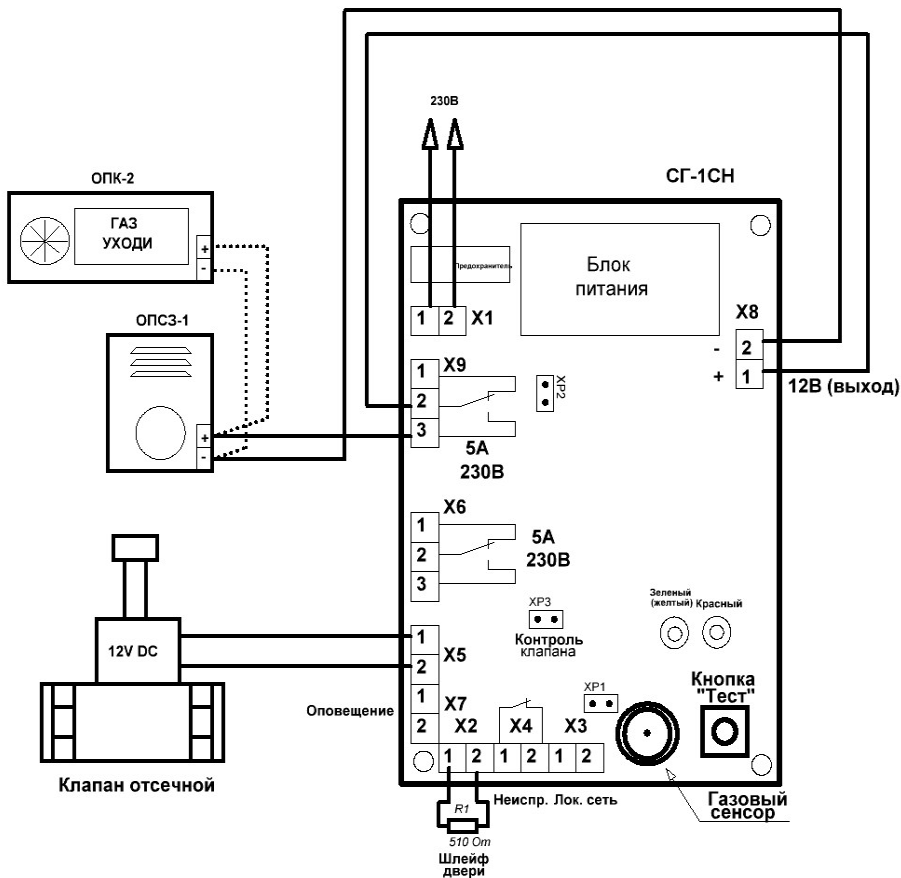 230В
СГ-1СН
ОПК-2
ГАЗ
УХОДИ
+
-
Предохранитель
Блок
питания
1 2 X1
X8
- 2
+ 1
12В (выход)
ОПСЗ-1
+
-
X9
1
2
3
XP2
5А
230В
X6
1
2
3
5А
230В
XP3
Контроль
клапана
Зеленый
(желтый)
Красный
12V DC
1
2
X5
1
2
X7
Оповещение
Кнопка
"Тест"
XP1
X2 X4 X3
1 2 1 2 1 2
Клапан отсечной
Неиспр. Лок. сеть
Газовый
сенсор
R1
510 Om
Шлейф
двери